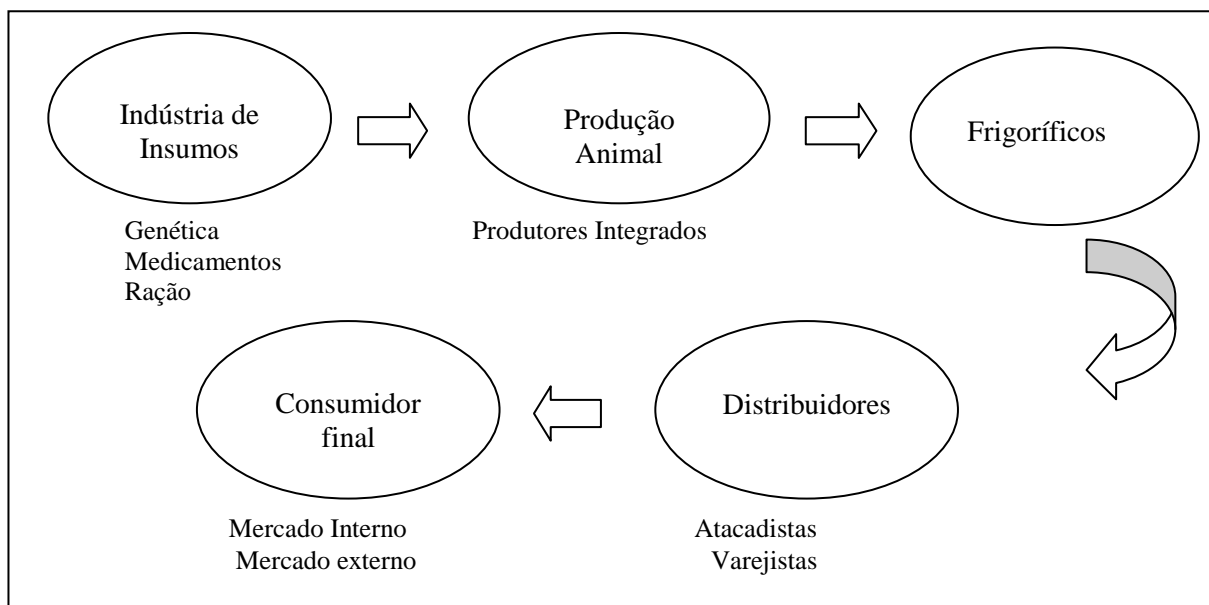 Indústria de
Insumos
Genética
Medicamentos
Ração
Produção
Animal
Produtores Integrados
Frigoríficos
Distribuidores
Atacadistas
Varejistas
Consumidor
final
Mercado Interno
Mercado externo